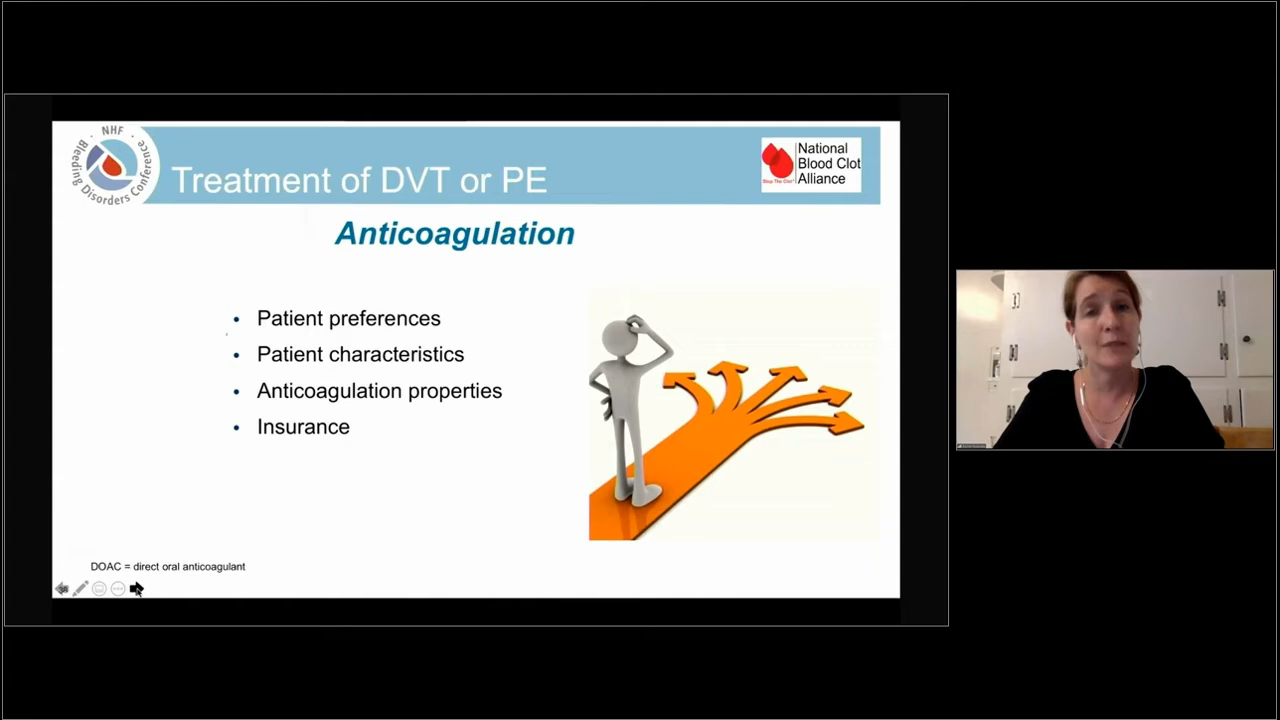 NHF
Bleeding Disorders Conference
Treatment of DVT or PE
National
Blood Clot
Alliance
Stop The Clot
Anticoagulation
• Patient preferences
• Patient characteristics
• Anticoagulation properties
• Insurance
DOAC = direct oral anticoagulant